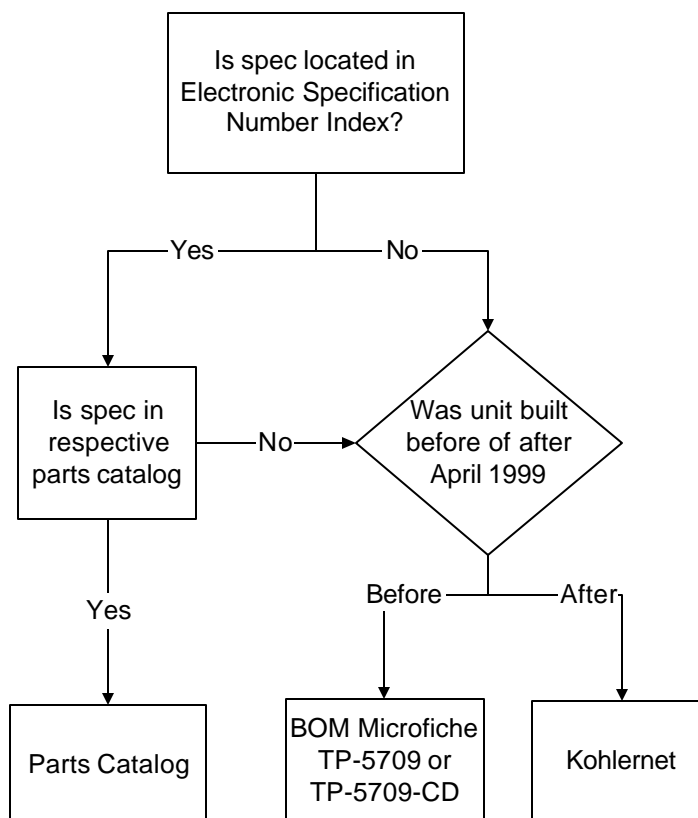 Is spec located in
Electronic Specification
Number Index?
Yes
No
Is spec in
respective
parts catalog
No
Was unit built
before of after
April 1999
Yes
Before
After
Parts Catalog
BOM Microfiche
TP-5709 or
TP-5709-CD
Kohlernet